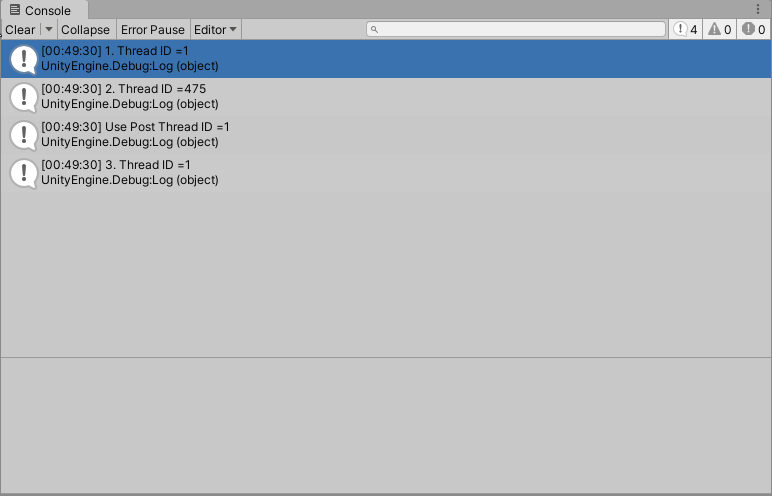 Console
Clear Collapse Error Pause Editor 4 0 0
[00:49:30] 1. Thread ID =1
UnityEngine.Debug:Log (object)
[00:49:30] 2. Thread ID =475
UnityEngine.Debug:Log (object)
[00:49:30] Use Post Thread ID =1
UnityEngine.Debug:Log (object)
[00:49:30] 3. Thread ID =1
UnityEngine.Debug:Log (object)